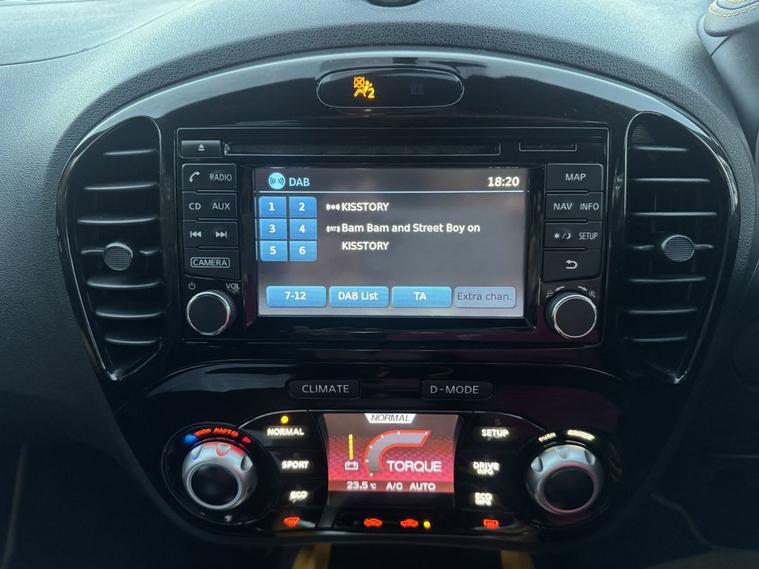 2
RADIO
CD AUX
CAMERA
VOL
DAB 18:20
1 2
3 4
5 6
KISSTORY
Bam Bam and Street Boy on
KISSTORY
7-12 DAB List TA Extra chan.
MAP
NAV INFO
SETUP
CLIMATE D-MODE
AUTO
NORMAL
SPORT
ECO
NORMAL
TORQUE
23.5°C A/C AUTO
SETUP
DRIVE
INFO
ECO
INFO
PUSH